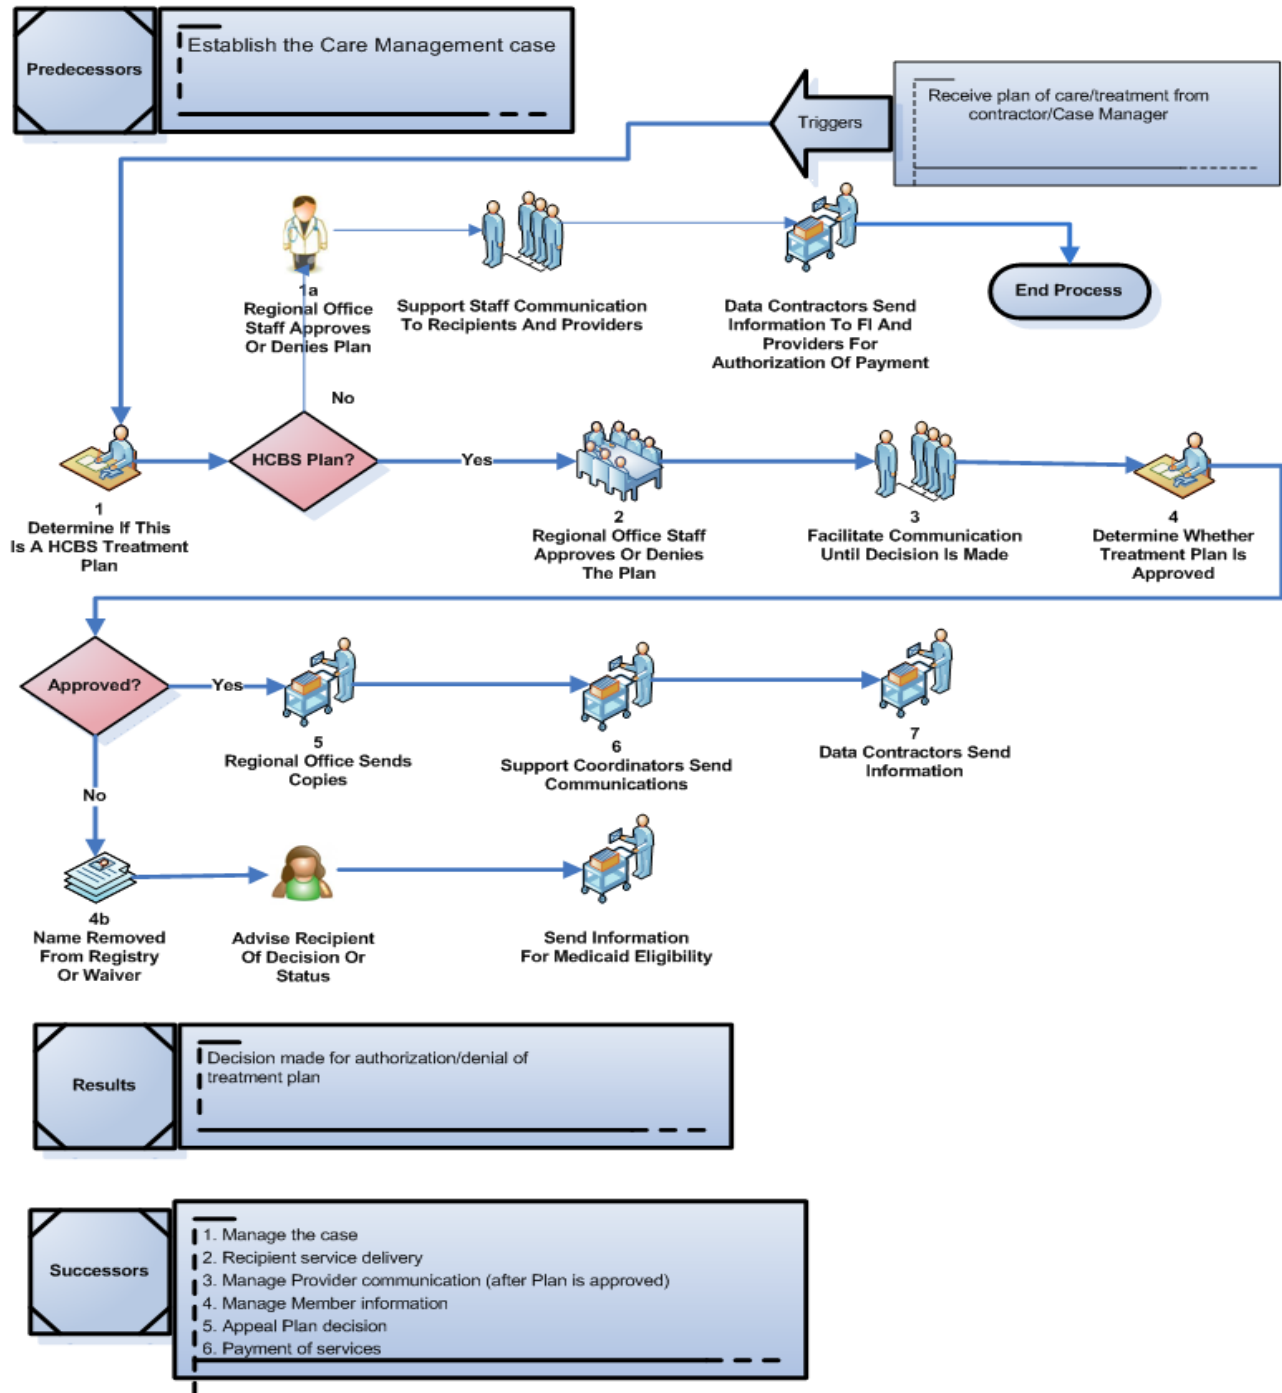 Predecessors
Establish the Care Management case
Triggers
Receive plan of care/treatment from
contractor/Case Manager
1a
Regional Office
Staff Approves
Or Denies Plan
Support Staff Communication
To Recipients And Providers
Data Contractors Send
Information To FI And
Providers For
Authorization Of Payment
End Process
No
HCBS Plan?
Yes
1
Determine If This
Is A HCBS Treatment
Plan
2
Regional Office Staff
Approves Or Denies
The Plan
3
Facilitate Communication
Until Decision Is Made
4
Determine Whether
Treatment Plan Is
Approved
Approved?
Yes
5
Regional Office Sends
Copies
6
Support Coordinators Send
Communications
7
Data Contractors Send
Information
No
4b
Name Removed
From Registry
Or Waiver
Advise Recipient
Of Decision Or
Status
Send Information
For Medicaid Eligibility
Results
Decision made for authorization/denial of
treatment plan
Successors
1. Manage the case
2. Recipient service delivery
3. Manage Provider communication (after Plan is approved)
4. Manage Member information
5. Appeal Plan decision
6. Payment of services